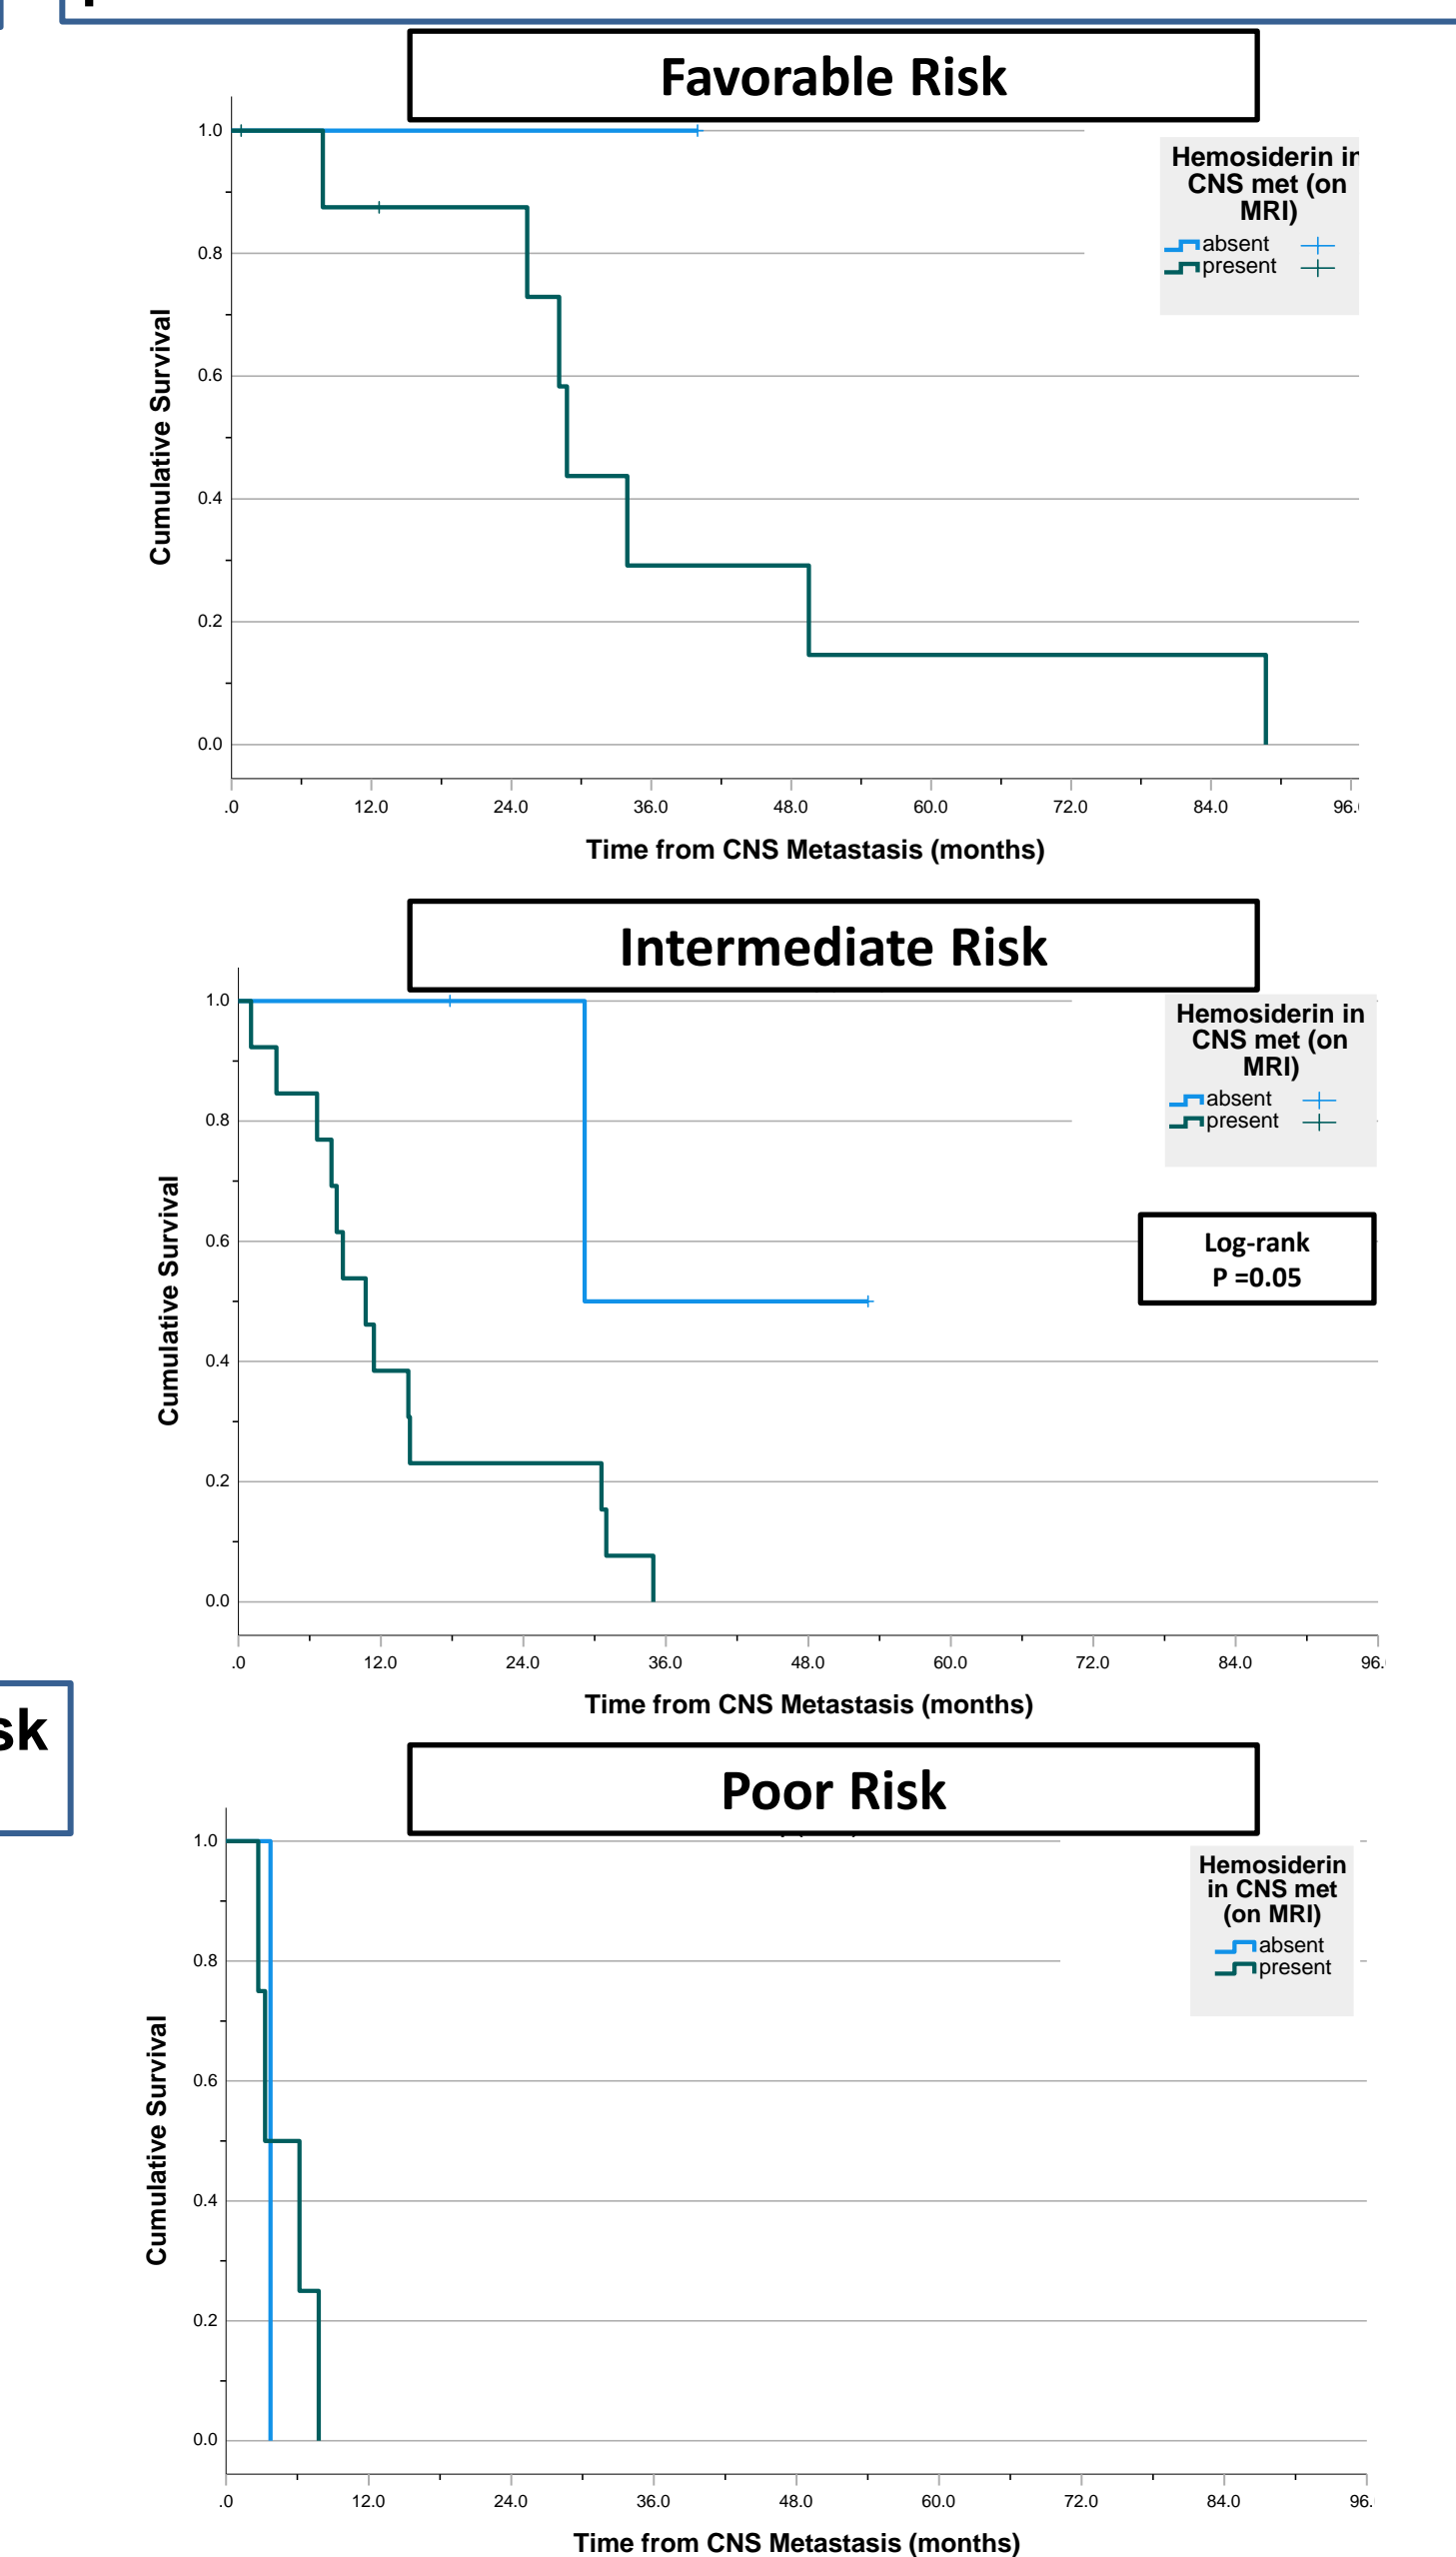 Favorable Risk
1.0
0.8
0.6
0.4
0.2
0.0
Cumulative Survival
Hemosiderin in
CNS met (on
MRI)
absent
present
.0 12.0 24.0 36.0 48.0 60.0 72.0 84.0 96.
Time from CNS Metastasis (months)
Intermediate Risk
1.0
0.8
0.6
0.4
0.2
0.0
Cumulative Survival
Hemosiderin in
CNS met (on
MRI)
absent
present
Log-rank
P =0.05
.0 12.0 24.0 36.0 48.0 60.0 72.0 84.0 96.
Time from CNS Metastasis (months)
sk
Poor Risk
1.0
0.8
0.6
0.4
0.2
0.0
Cumulative Survival
Hemosiderin
in CNS met
(on MRI)
absent
present
.0 12.0 24.0 36.0 48.0 60.0 72.0 84.0 96.
Time from CNS Metastasis (months)